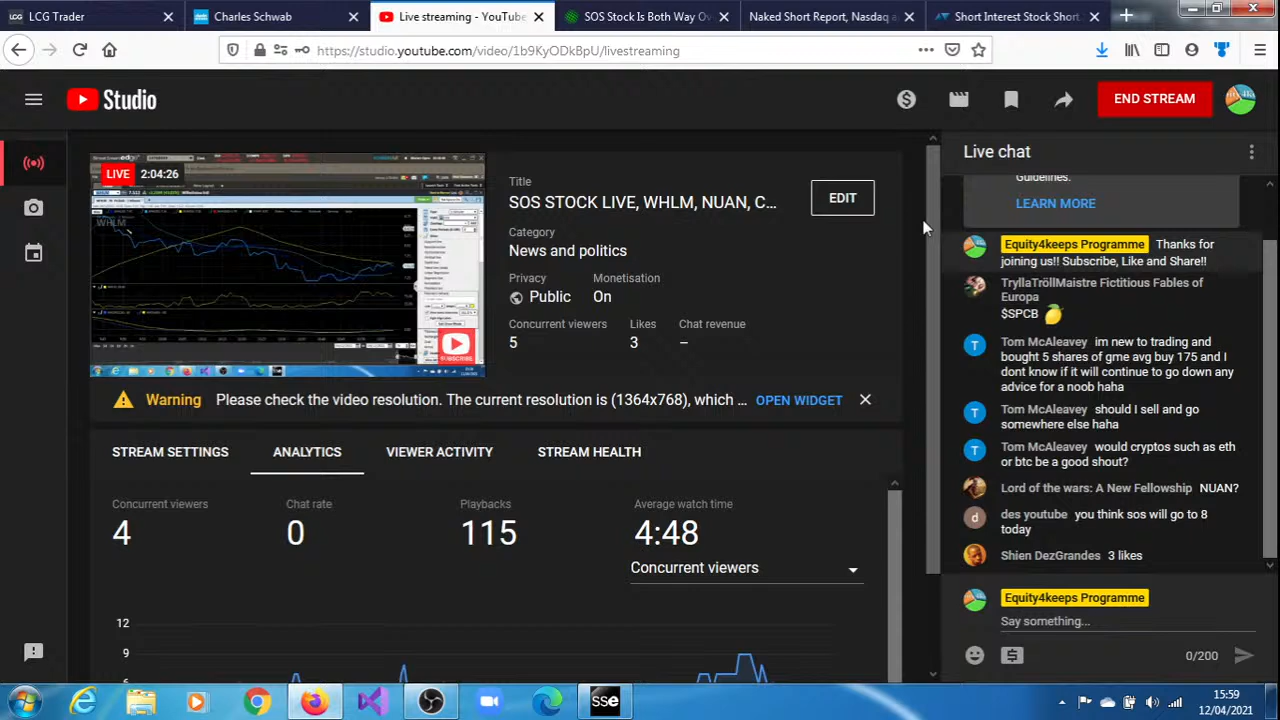 LCG Trader
Charles Schwab
Live streaming - YouTube
SOS Stock Is Both Way Ov
Naked Short Report, Nasdaq a
Short Interest Stock Short
https://studio.youtube.com/video/1b9KyODkBpU/livestreaming
Studio
END STREAM
LIVE 2:04:26
WHLM
SUBSCRIBE
Title
SOS STOCK LIVE, WHLM, NUAN, C...
EDIT
Category
News and politics
Privacy
Monetisation
Public
On
Concurrent viewers
Likes
Chat revenue
5
3
–
Warning Please check the video resolution. The current resolution is (1364x768), which ... OPEN WIDGET
STREAM SETTINGS
ANALYTICS
VIEWER ACTIVITY
STREAM HEALTH
Concurrent viewers
Chat rate
Playbacks
Average watch time
4
0
115
4:48
Concurrent viewers
12
9
6
Live chat
Guidelines.
LEARN MORE
Equity4keeps Programme Thanks for
joining us!! Subscribe, Like and Share!!
TryllsTrollMaistre Fictions Fables of
Europa
$SPCB 🍋
Tom McAleavey Im new to trading and
bought 5 shares of gme avg buy 175 and I
dont know if it will continue to go down any
advice for a noob haha
Tom McAleavey should I sell and go
somewhere else haha
Tom McAleavey would cryptos such as eth
or btc be a good shout?
Lord of the wars: A New Fellowship NUAN?
des youtube you think sos will go to 8
today
Shien DezGrandes 3 likes
Equity4keeps Programme
Say something...
0/200
SSe
15:59
12/04/2021